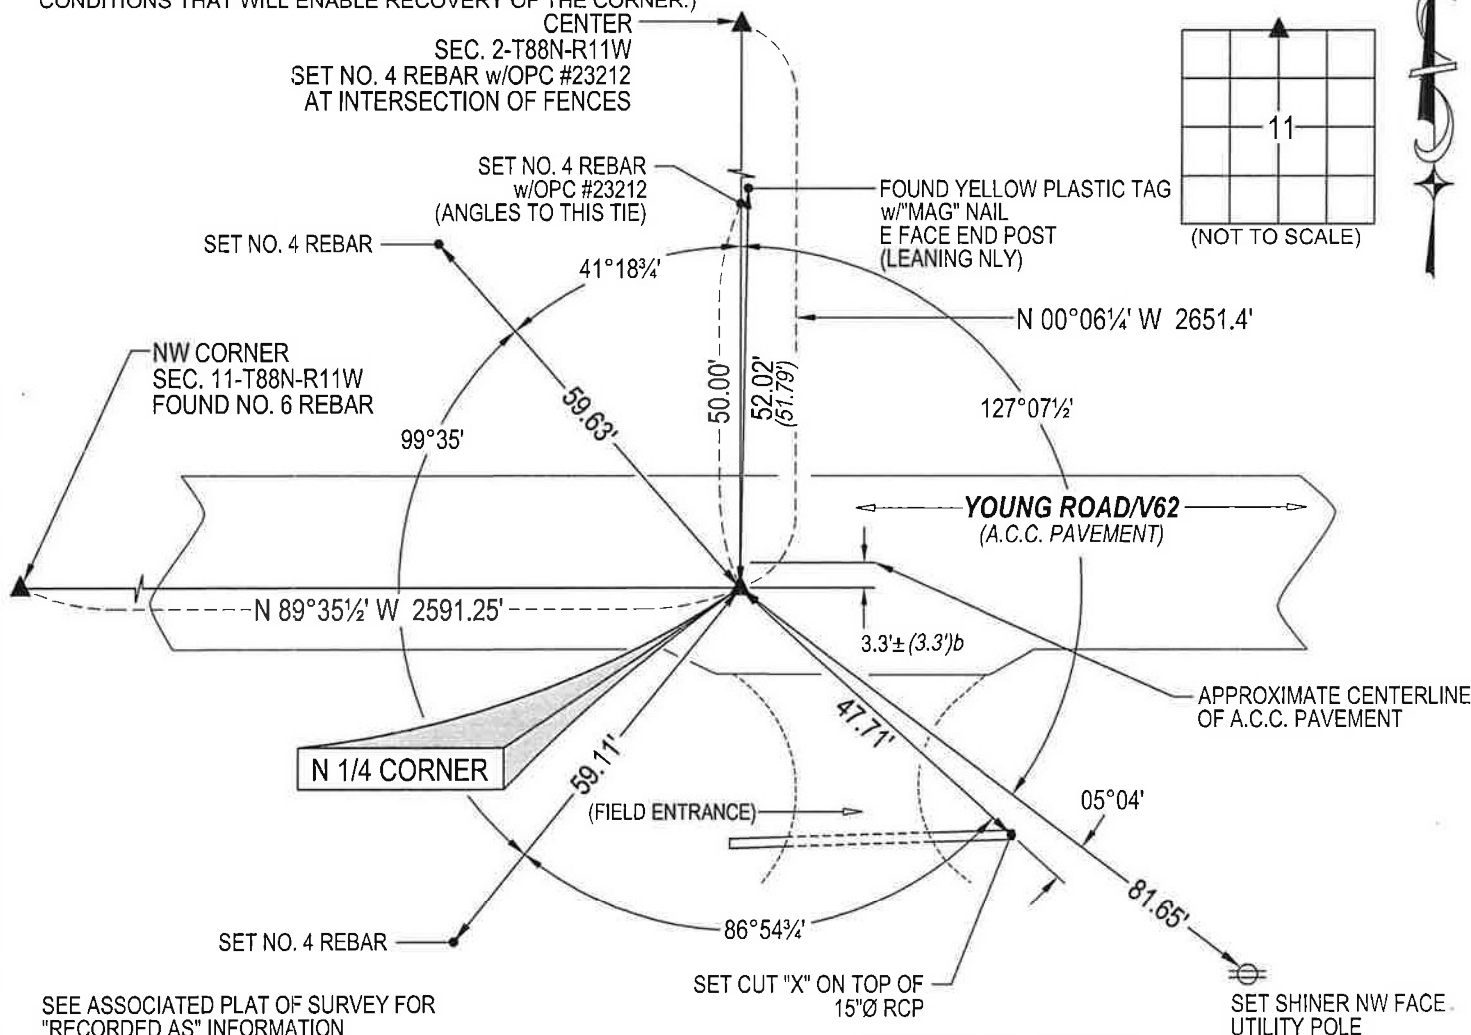 CONDITIONS THAT WILL ENABLE RECOVERY OF THE CORNER.)
CENTER
SEC. 2-T88N-R11W
SET NO. 4 REBAR w/OPC #23212
AT INTERSECTION OF FENCES
11
(NOT TO SCALE)
SET NO. 4 REBAR
w/OPC #23212
(ANGLES TO THIS TIE)
FOUND YELLOW PLASTIC TAG
w/"MAG" NAIL
E FACE END POST
(LEANING NLY)
SET NO. 4 REBAR
41°18¾'
N 00°06¼' W 2651.4'
NW CORNER
SEC. 11-T88N-R11W
FOUND NO. 6 REBAR
59.63'
50.00'
52.02'
(51.79')
127°07½'
99°35'
YOUNG ROAD/V62
(A.C.C. PAVEMENT)
N 89°35½' W 2591.25'
3.3'± (3.3')b
APPROXIMATE CENTERLINE
OF A.C.C. PAVEMENT
47.71'
N 1/4 CORNER
59.11'
(FIELD ENTRANCE)
05°04'
81.65'
86°54¾'
SET NO. 4 REBAR
SET CUT "X" ON TOP OF
15"Ø RCP
SET SHINER NW FACE
UTILITY POLE
SEE ASSOCIATED PLAT OF SURVEY FOR
"RECORDED AS" INFORMATION